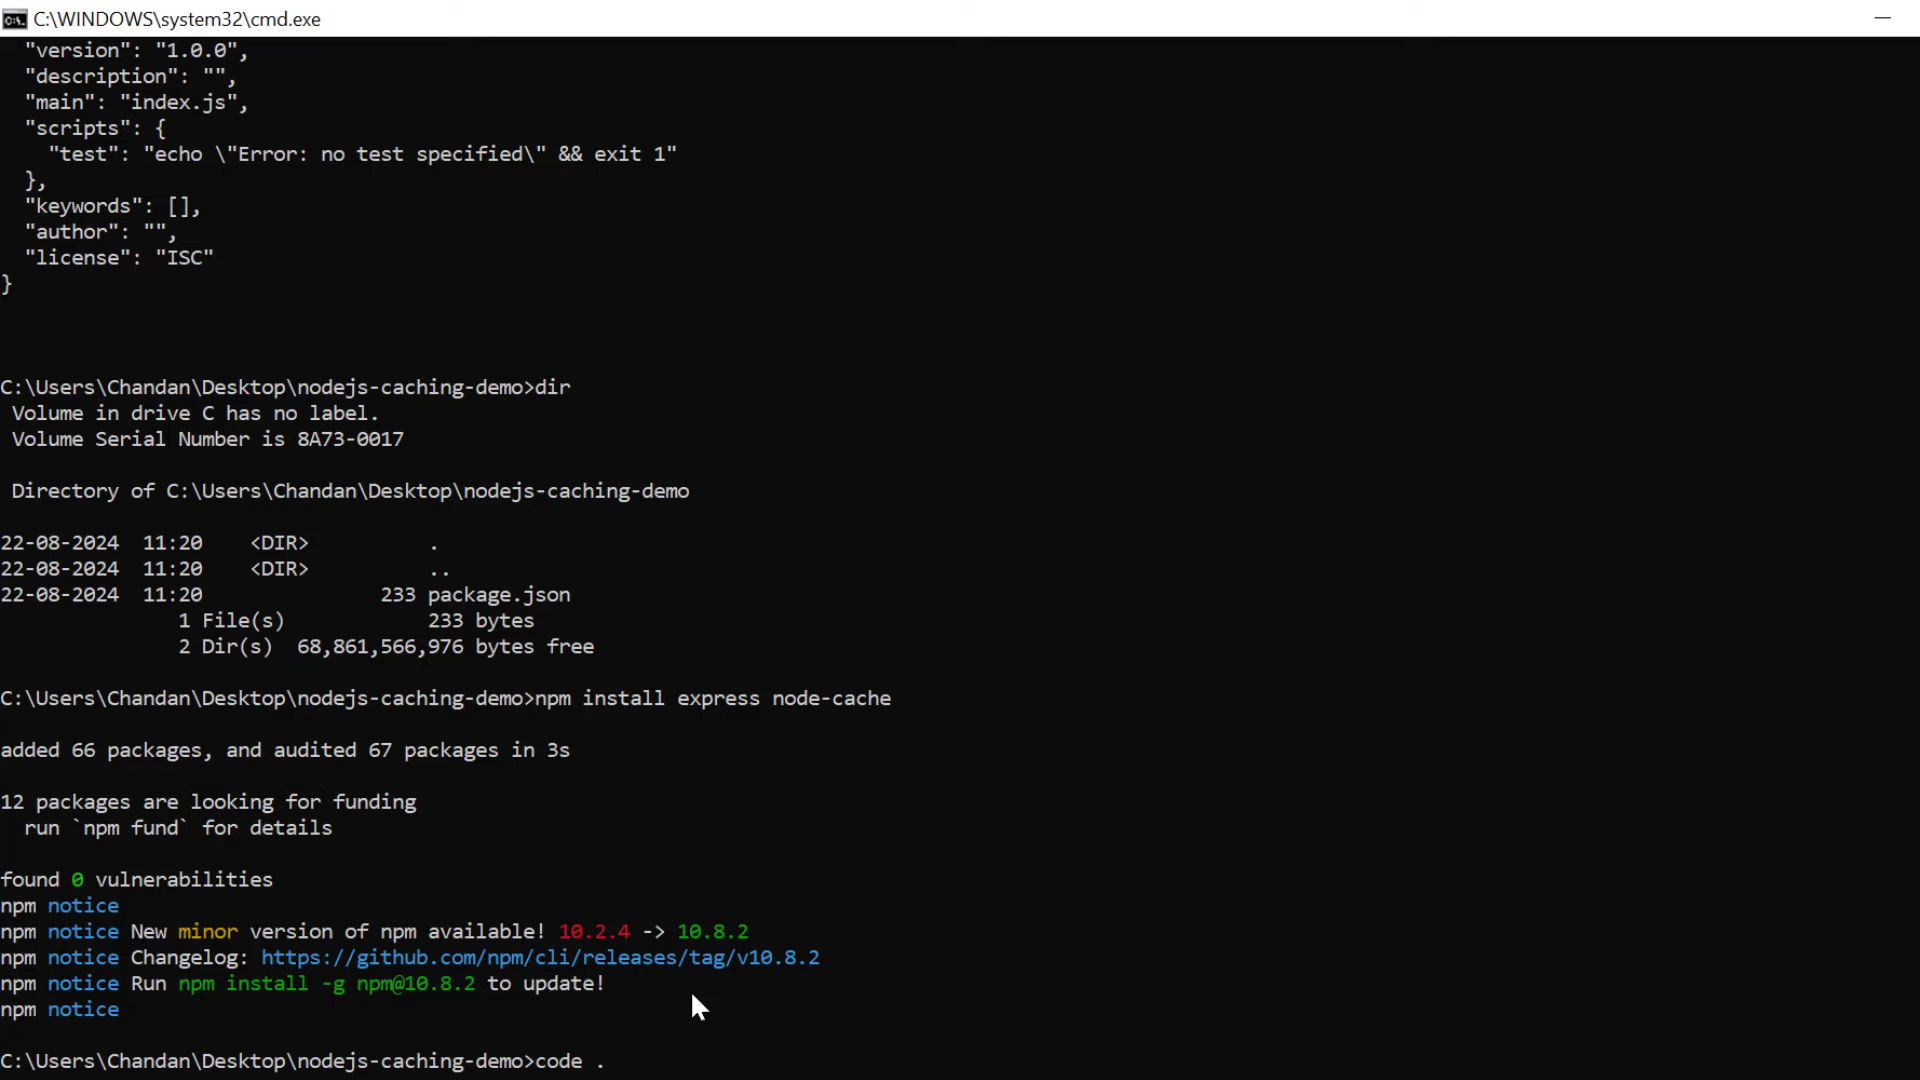 C:\WINDOWS\system32\cmd.exe
"version": "1.0.0",
"description": "",
"main": "index.js",
"scripts": {
"test": "echo \"Error: no test specified\" && exit 1"
},
"keywords": [],
"author": "",
"license": "ISC"
}
C:\Users\Chandan\Desktop\nodejs-caching-demo>dir
Volume in drive C has no label.
Volume Serial Number is 8A73-0017
Directory of C:\Users\Chandan\Desktop\nodejs-caching-demo
22-08-2024  11:20    <DIR>          .
22-08-2024  11:20    <DIR>          ..
22-08-2024  11:20               233 package.json
1 File(s)            233 bytes
2 Dir(s)  68,861,566,976 bytes free
C:\Users\Chandan\Desktop\nodejs-caching-demo>npm install express node-cache
added 66 packages, and audited 67 packages in 3s
12 packages are looking for funding
run `npm fund` for details
found 0 vulnerabilities
npm notice
npm notice New minor version of npm available! 10.2.4 -> 10.8.2
npm notice Changelog: https://github.com/npm/cli/releases/tag/v10.8.2
npm notice Run npm install -g npm@10.8.2 to update!
npm notice
C:\Users\Chandan\Desktop\nodejs-caching-demo>code .